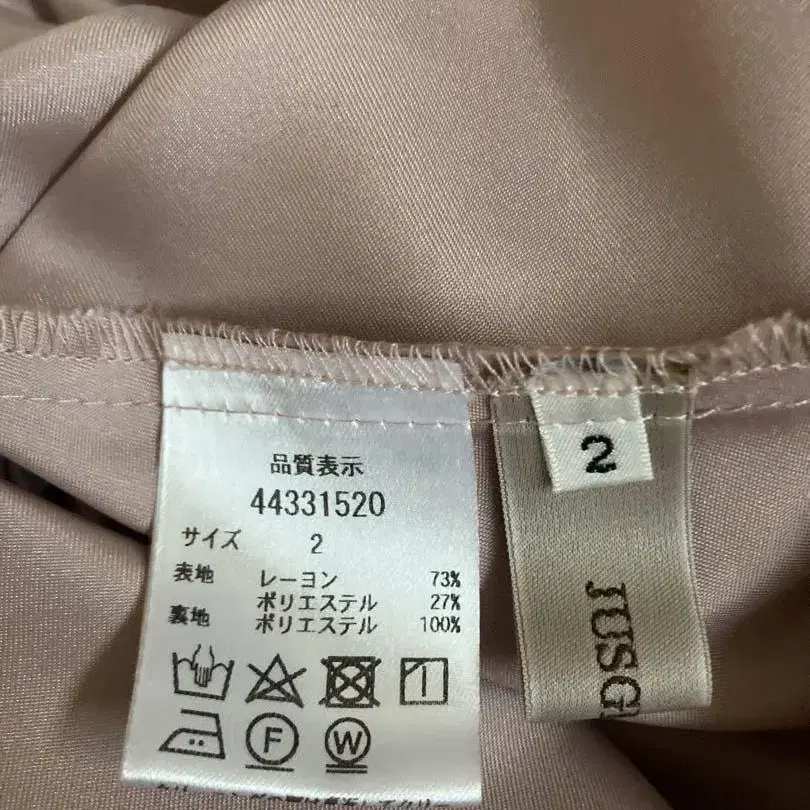 品質表示
44331520
サイズ 2
表地 レーヨン 73%
ポリエステル 27%
裏地 ポリエステル 100%
F
W
2
JUSG